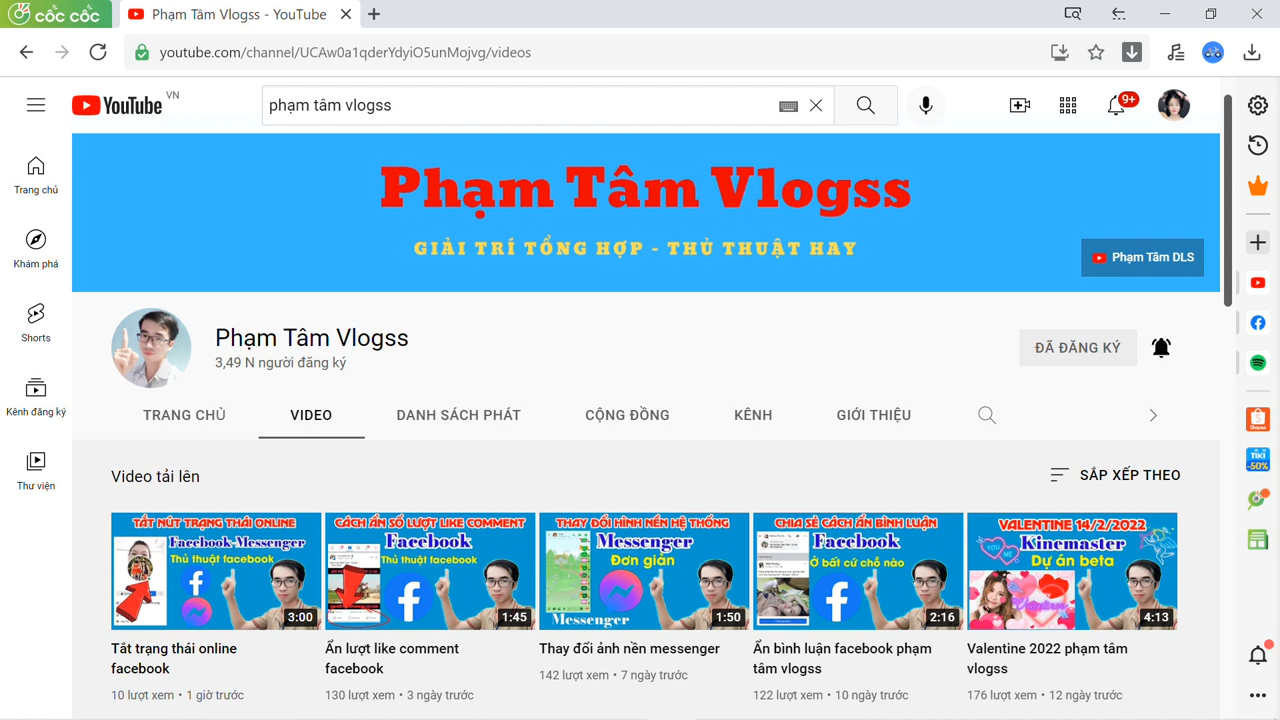 cốc cốc
Phạm Tâm Vlogss - YouTube
youtube.com/channel/UCAw0a1qderYdyiO5unMojvg/videos
YouTube VN
phạm tâm vlogss
9+
Trang chủ
Khám phá
Shorts
Kênh đăng ký
Thư viện
Phạm Tâm Vlogss
GIẢI TRÍ TỔNG HỢP - THỦ THUẬT HAY
Phạm Tâm DLS
Phạm Tâm Vlogss
3,49 N người đăng ký
ĐÃ ĐĂNG KÝ
TRANG CHỦ VIDEO DANH SÁCH PHÁT CỘNG ĐỒNG KÊNH GIỚI THIỆU
Video tải lên
SẮP XẾP THEO
TẮT NÚT TRẠNG THÁI ONLINE
Facebook-Messenger
Thủ thuật facebook
3:00
Tắt trạng thái online
facebook
10 lượt xem • 1 giờ trước
CÁCH ẨN SỐ LƯỢT LIKE COMMENT
Facebook
Thủ thuật facebook
1:45
Ẩn lượt like comment
facebook
130 lượt xem • 3 ngày trước
THAY ĐỔI HÌNH NỀN HỆ THỐNG
Messenger
Đơn giản
Messenger
1:50
Thay đổi ảnh nền messenger
142 lượt xem • 7 ngày trước
CHIA SẺ CÁCH ẨN BÌNH LUẬN
Facebook
Ở bất cứ chỗ nào
2:16
Ẩn bình luận facebook phạm
tâm vlogss
122 lượt xem • 10 ngày trước
VALENTINE 14/2/2022
Kinemaster
Dự án beta
YOU ME
Valentine
4:13
Valentine 2022 phạm tâm
vlogss
176 lượt xem • 12 ngày trước
Shopee
TIKI
-50%